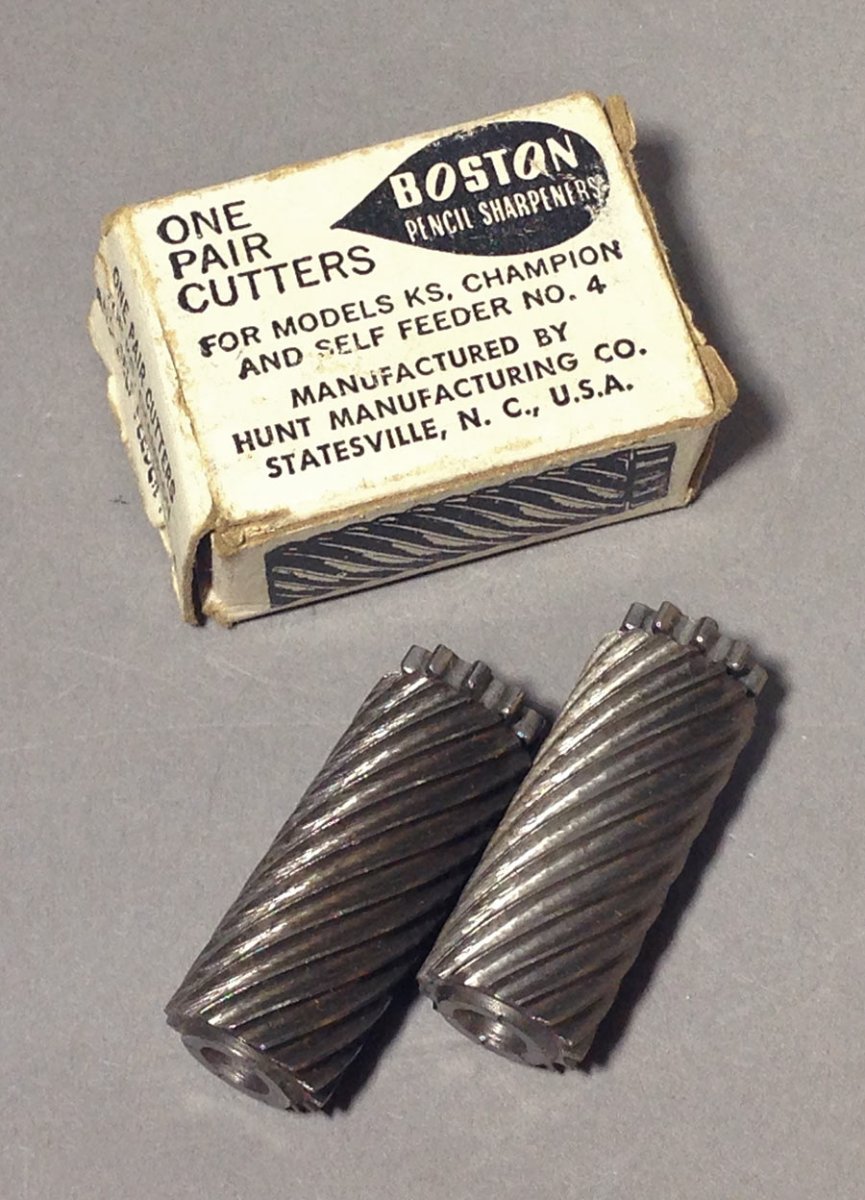 ONE
PAIR
CUTTERS
BOSTON
PENCIL SHARPENERS
FOR MODELS KS, CHAMPION
AND SELF FEEDER NO. 4
MANUFACTURED BY
HUNT MANUFACTURING CO.
STATESVILLE, N. C., U.S.A.
ONE PAIR CUTTERS